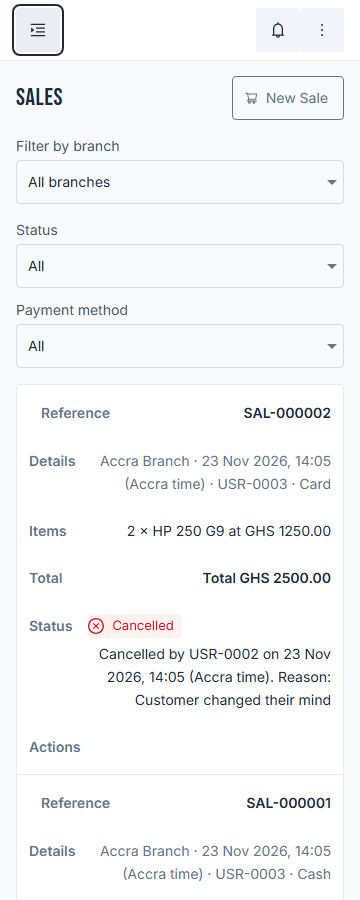 SALES
New Sale
Filter by branch
All branches
Status
All
Payment method
All
Reference SAL-000002
Details Accra Branch · 23 Nov 2026, 14:05
(Accra time) · USR-0003 · Card
Items 2 × HP 250 G9 at GHS 1250.00
Total Total GHS 2500.00
Status Cancelled
Cancelled by USR-0002 on 23 Nov
2026, 14:05 (Accra time). Reason:
Customer changed their mind
Actions
Reference SAL-000001
Details Accra Branch · 23 Nov 2026, 14:05
(Accra time) · USR-0003 · Cash